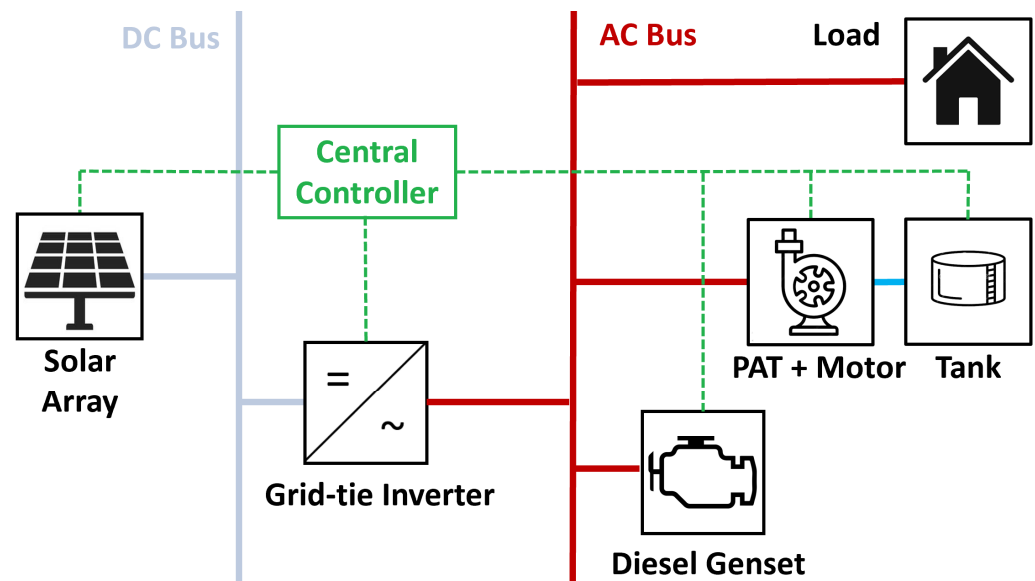 DC Bus
AC Bus
Load
Central
Controller
Solar
Array
PAT + Motor
Tank
=
~
Grid-tie Inverter
Diesel Genset